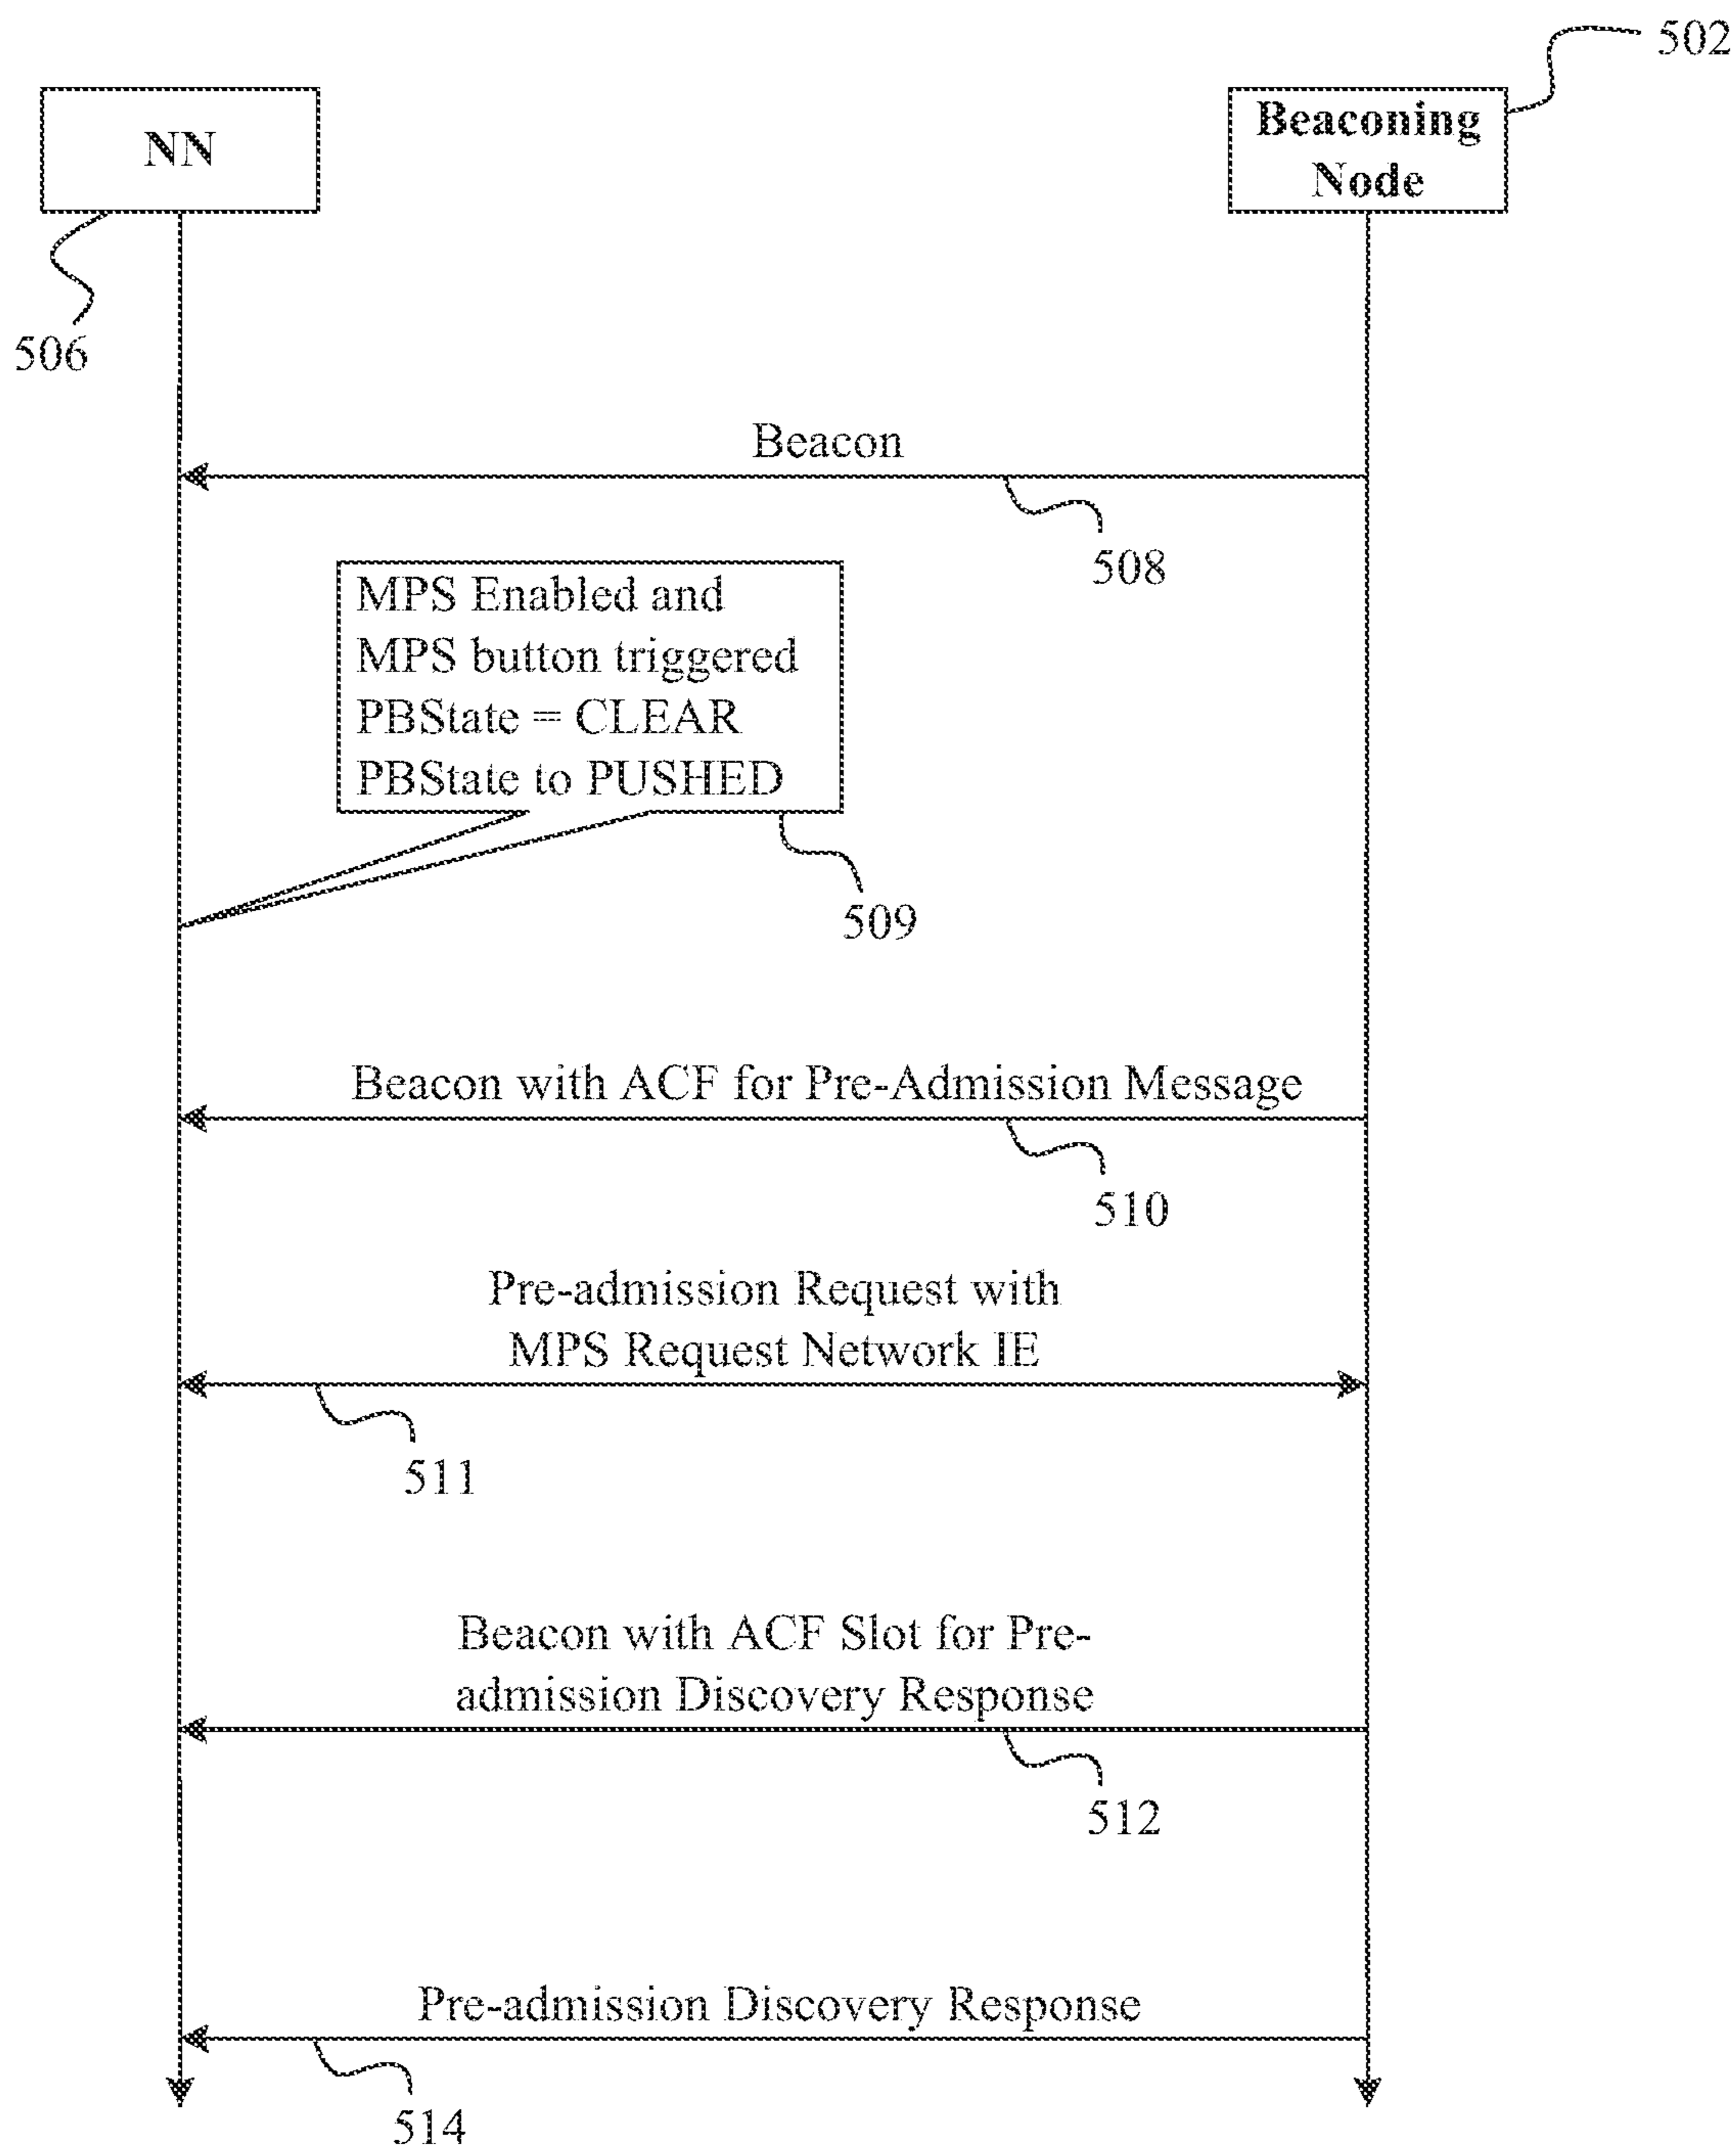 502
NN
Beaconing
Node
506
Beacon
508
MPS Enabled and
MPS button triggered
PBState = CLEAR
PBState to PUSHED
509
Beacon with ACF for Pre-Admission Message
510
Pre-admission Request with
MPS Request Network IE
511
Beacon with ACF Slot for Pre-
admission Discovery Response
512
Pre-admission Discovery Response
514